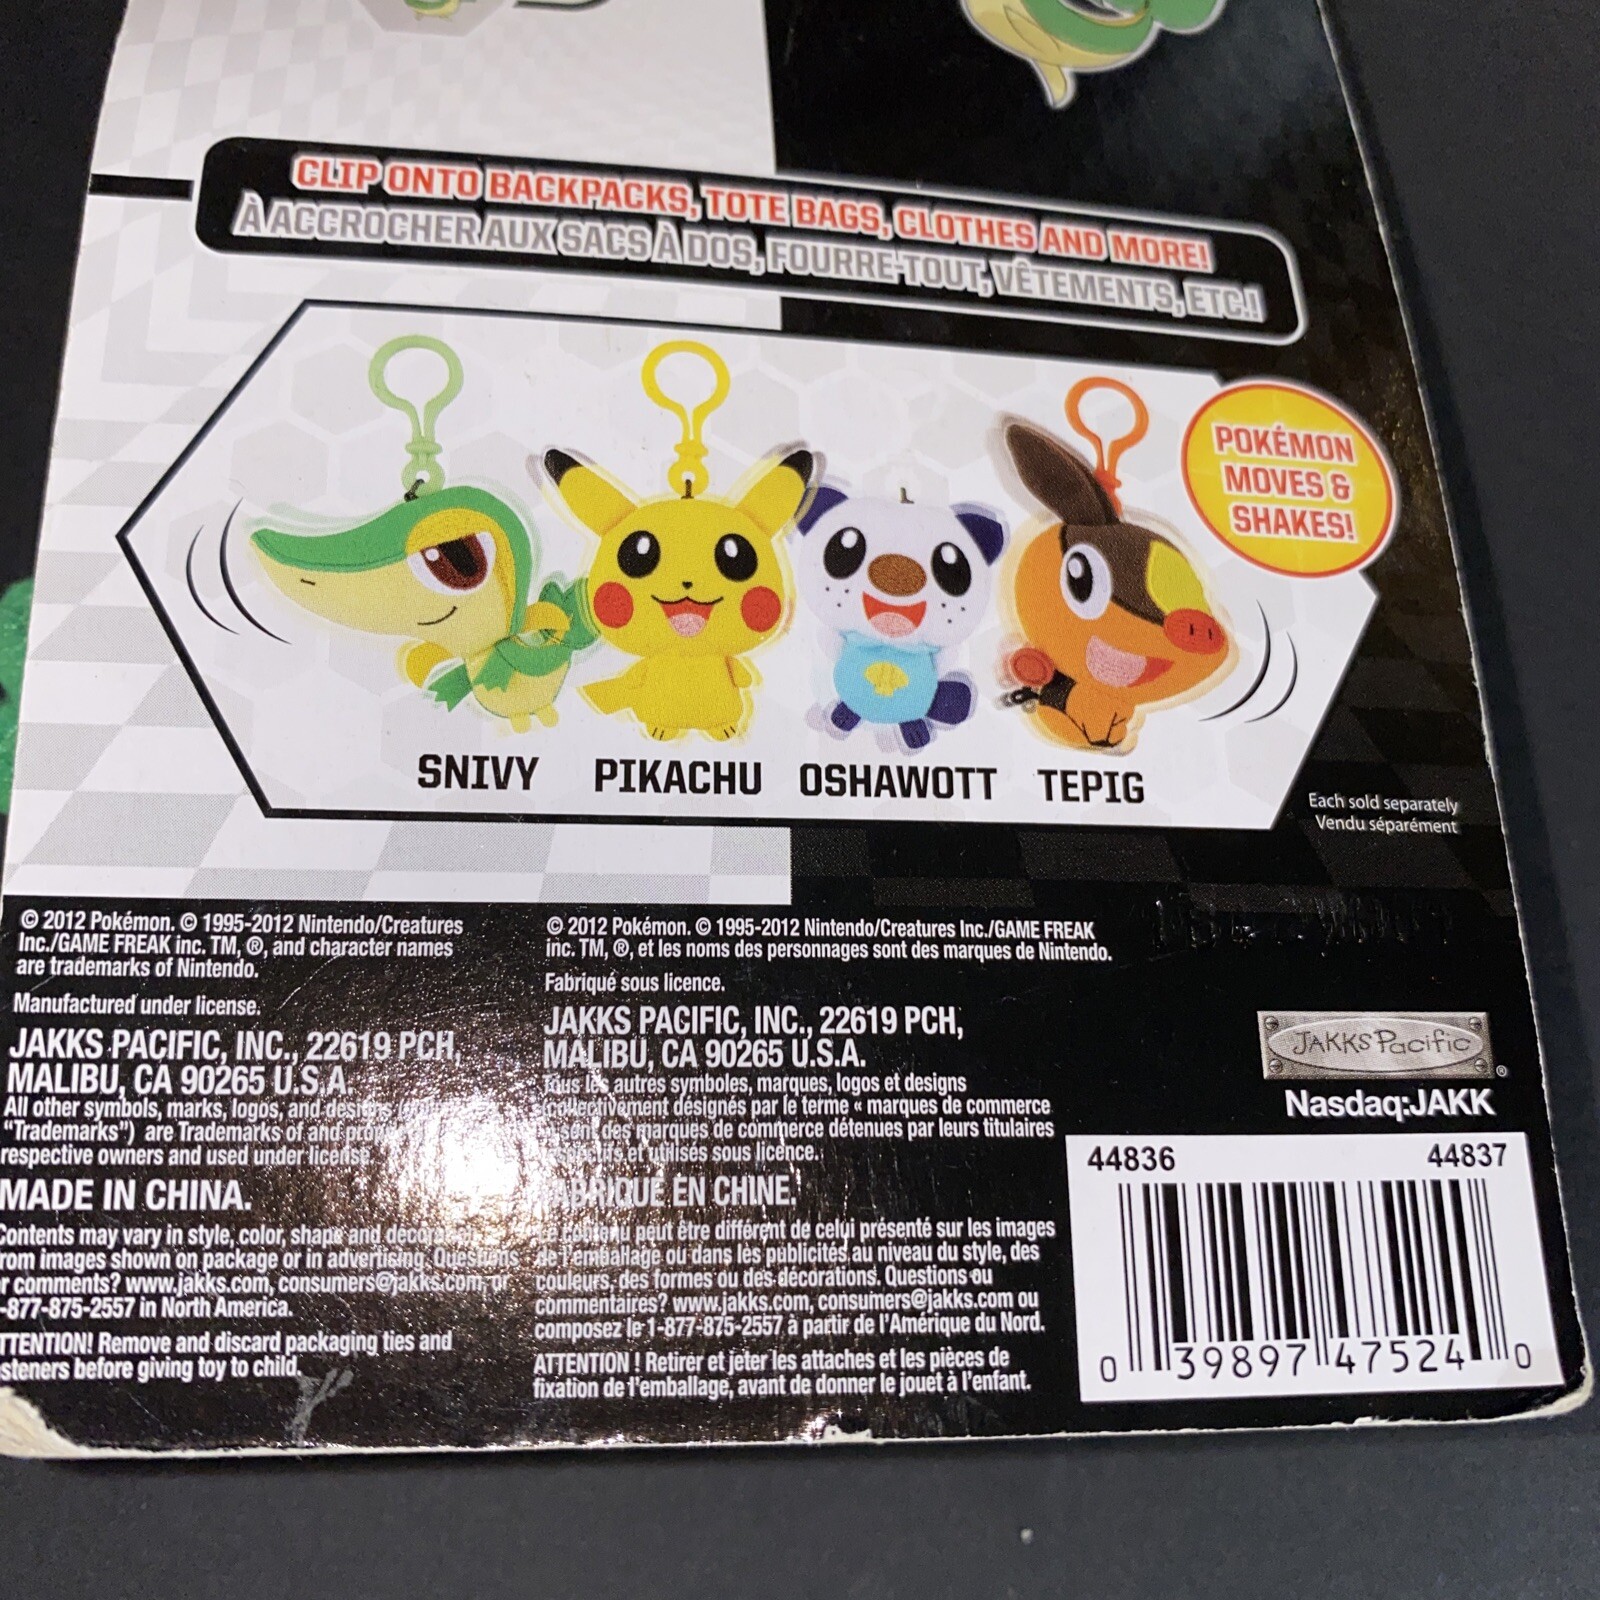 CLIP ONTO BACKPACKS, TOTE BAGS, CLOTHES AND MORE!
À ACCROCHER AUX SACS À DOS, FOURRE-TOUT, VÊTEMENTS, ETC.!
POKÉMON
MOVES &
SHAKES!
SNIVY PIKACHU OSHAWOTT TEPIG
Each sold separately
Vendu séparément
© 2012 Pokémon. © 1995-2012 Nintendo/Creatures
Inc./GAME FREAK inc. TM, ®, and character names
are trademarks of Nintendo.
Manufactured under license.
JAKKS PACIFIC, INC., 22619 PCH,
MALIBU, CA 90265 U.S.A.
All other symbols, marks, logos, and designs
“Trademarks”) are Trademarks of and
respective owners and used under license
MADE IN CHINA.
Contents may vary in style, color, shape and
from images shown on package or in advertising. Questions
or comments? www.jakks.com, consumers@jakks.com, or
-877-875-2557 in North America.
TTENTION! Remove and discard packaging ties and
steners before giving toy to child.
© 2012 Pokémon. © 1995-2012 Nintendo/Creatures Inc./GAME FREAK
inc. TM, ®, et les noms des personnages sont des marques de Nintendo.
Fabriqué sous licence.
JAKKS PACIFIC, INC., 22619 PCH,
MALIBU, CA 90265 U.S.A.
Tous les autres symboles, marques, logos et designs
(collectivement désignés par le terme « marques de commerce
sont des marques de commerce détenues par leurs titulaires
respectifs et utilisés sous licence.
FABRIQUÉ EN CHINE.
Le contenu peut être différent de celui présenté sur les images
de l'emballage ou dans les publicités au niveau du style, des
couleurs, des formes ou des décorations. Questions ou
commentaires? www.jakks.com, consumers@jakks.com ou
composez le 1-877-875-2557 à partir de l'Amérique du Nord.
ATTENTION ! Retirer et jeter les attaches et les pièces de
fixation de l'emballage, avant de donner le jouet à l'enfant.
JAKKS Pacific ®
Nasdaq:JAKK
44836 44837
0 39897 47524 0